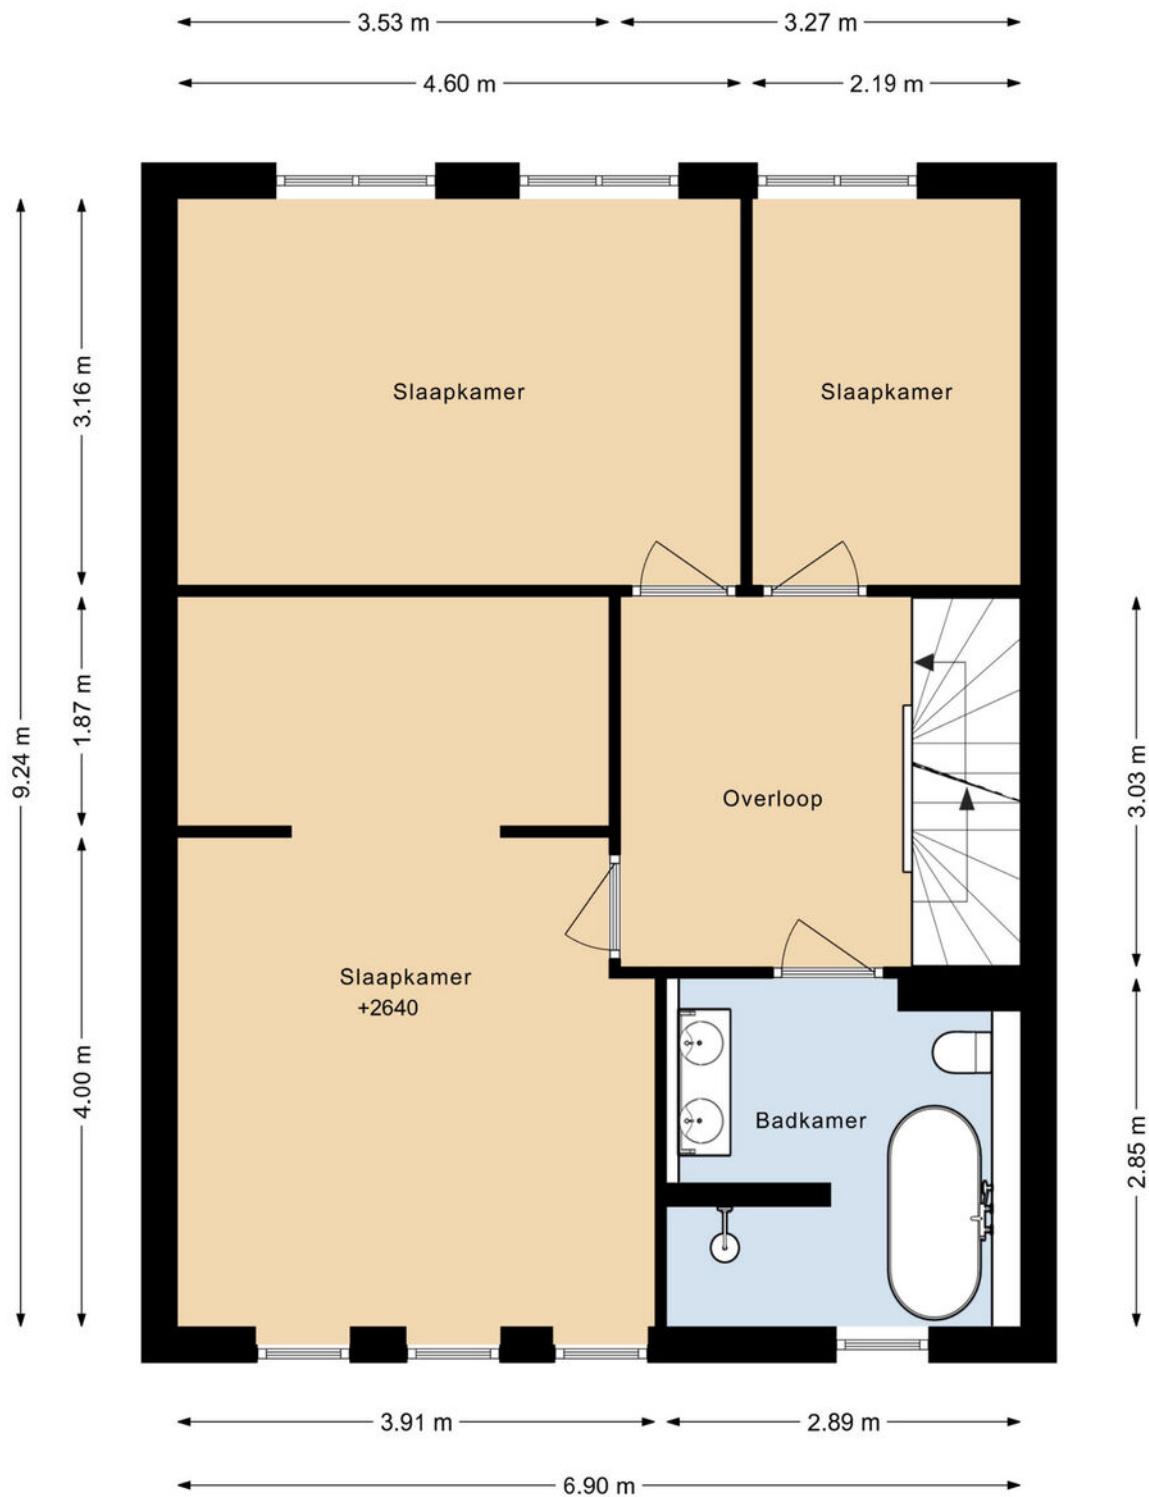 3.53 m
3.27 m
4.60 m
2.19 m
3.16 m
Slaapkamer
Slaapkamer
1.87 m
9.24 m
3.03 m
Overloop
Slaapkamer
+2640
4.00 m
Badkamer
2.85 m
3.91 m
2.89 m
6.90 m